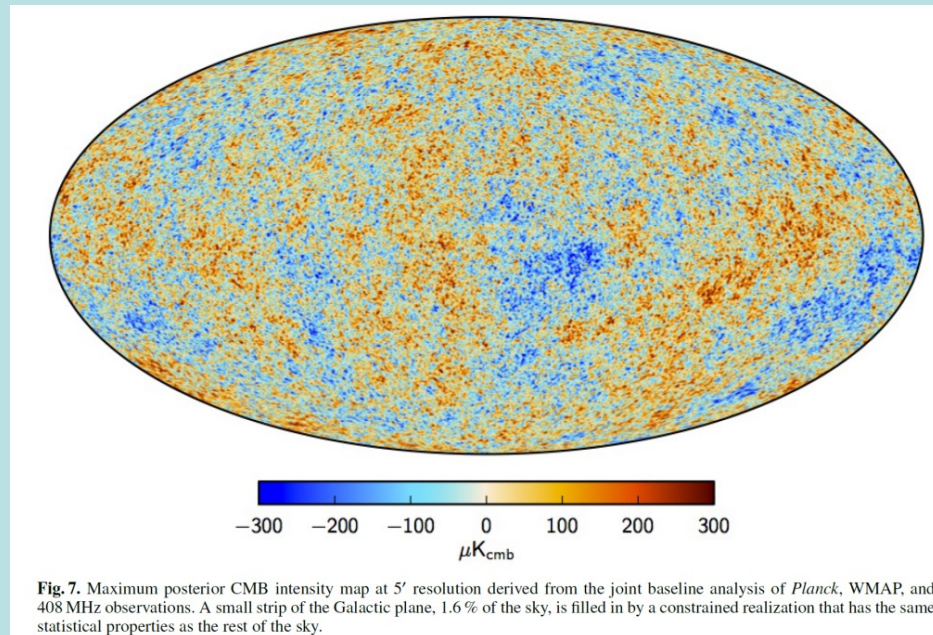 −300 −200 −100 0 100 200 300
μK_cmb
Fig. 7. Maximum posterior CMB intensity map at 5′ resolution derived from the joint baseline analysis of Planck, WMAP, and
408 MHz observations. A small strip of the Galactic plane, 1.6 % of the sky, is filled in by a constrained realization that has the same
statistical properties as the rest of the sky.